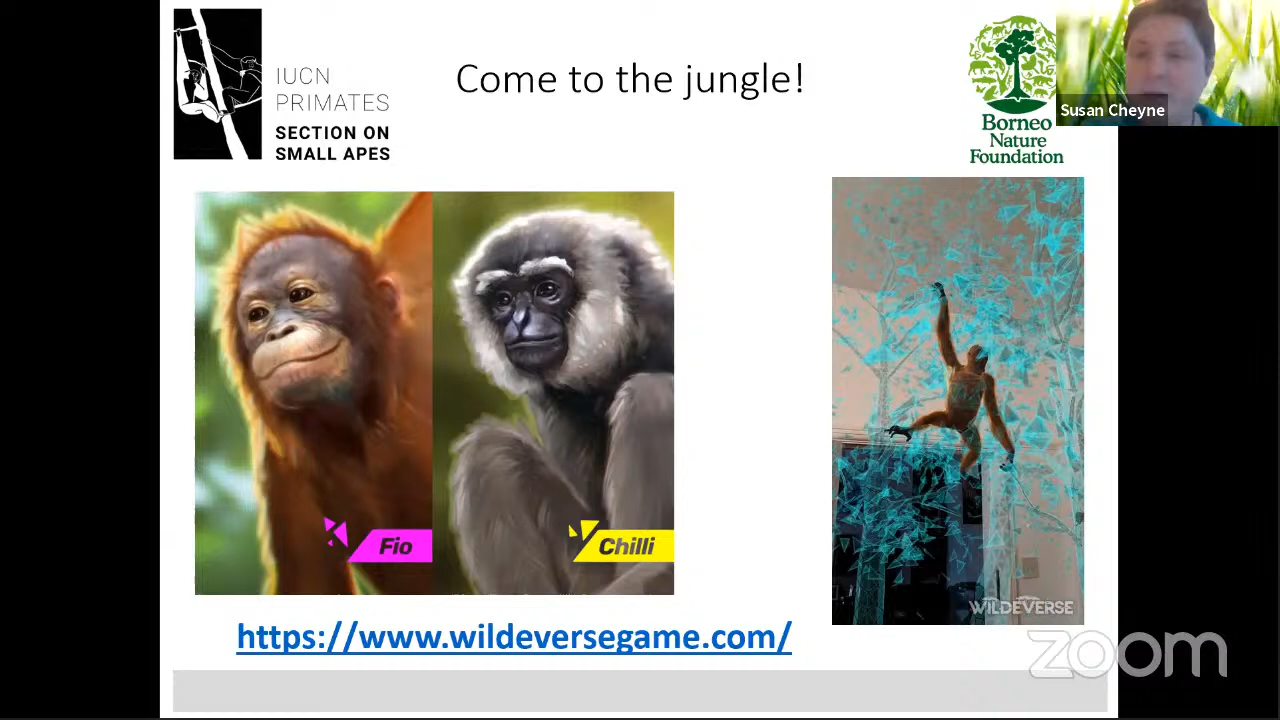 IUCN
PRIMATES
SECTION ON
SMALL APES
Come to the jungle!
Borneo
Nature
Foundation
Susan Cheyne
Fio
Chilli
WILDEVERSE
https://www.wildeversegame.com/
zoom